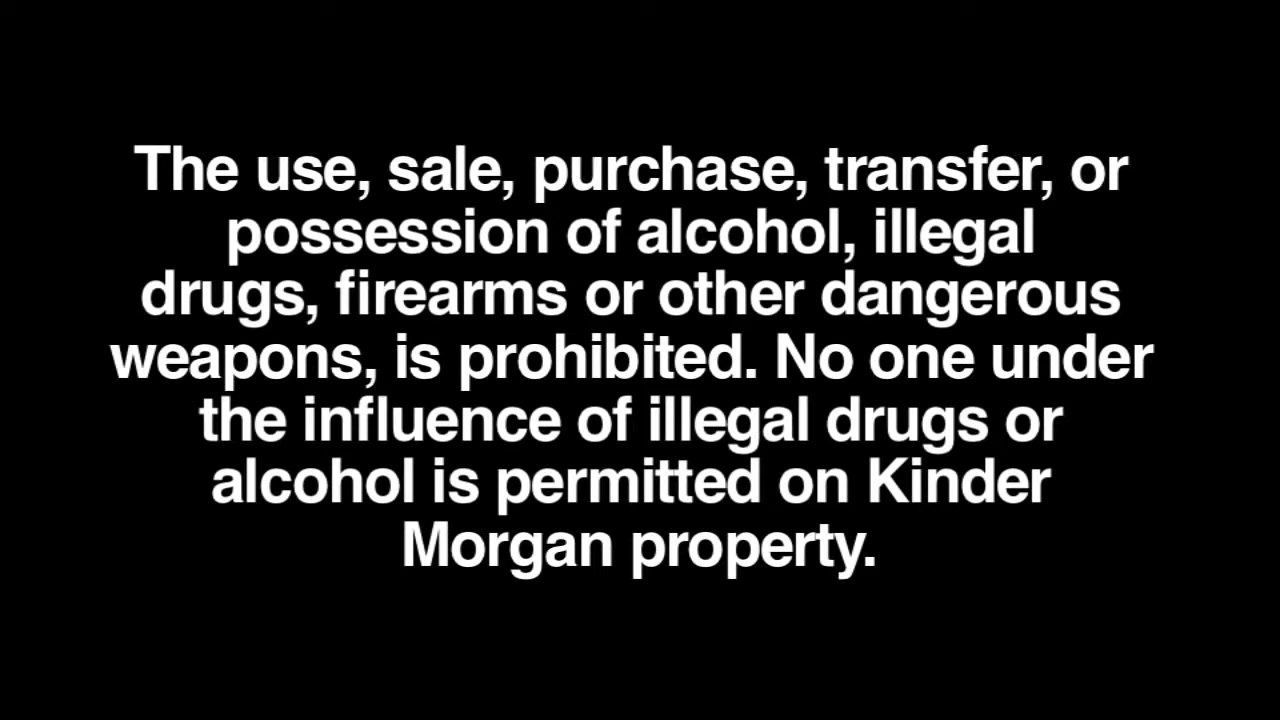 The use, sale, purchase, transfer, or
possession of alcohol, illegal
drugs, firearms or other dangerous
weapons, is prohibited. No one under
the influence of illegal drugs or
alcohol is permitted on Kinder
Morgan property.